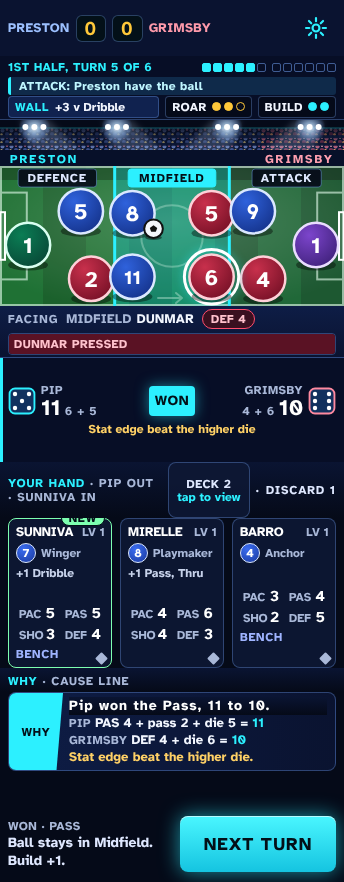 PRESTON 0 0 GRIMSBY
1ST HALF, TURN 5 OF 6
ATTACK: Preston have the ball
WALL +3 v Dribble ROAR BUILD
PRESTON GRIMSBY
DEFENCE MIDFIELD ATTACK
5 8 5 9
1 1
2 11 6 4
FACING MIDFIELD DUNMAR DEF 4
DUNMAR PRESSED
PIP GRIMSBY
11 6 + 5 WON 4 + 6 10
Stat edge beat the higher die
YOUR HAND · PIP OUT · SUNNIVA IN
DECK 2
tap to view
· DISCARD 1
NEW
SUNNIVA LV 1
7 Winger
+1 Dribble
PAC 5 PAS 5
SHO 3 DEF 4
BENCH
MIRELLE LV 1
8 Playmaker
+1 Pass, Thru
PAC 4 PAS 6
SHO 4 DEF 3
BARRO LV 1
4 Anchor
PAC 3 PAS 4
SHO 2 DEF 5
BENCH
WHY · CAUSE LINE
WHY
Pip won the Pass, 11 to 10.
PIP PAS 4 + pass 2 + die 5 = 11
GRIMSBY DEF 4 + die 6 = 10
Stat edge beat the higher die.
WON · PASS
Ball stays in Midfield.
Build +1.
NEXT TURN